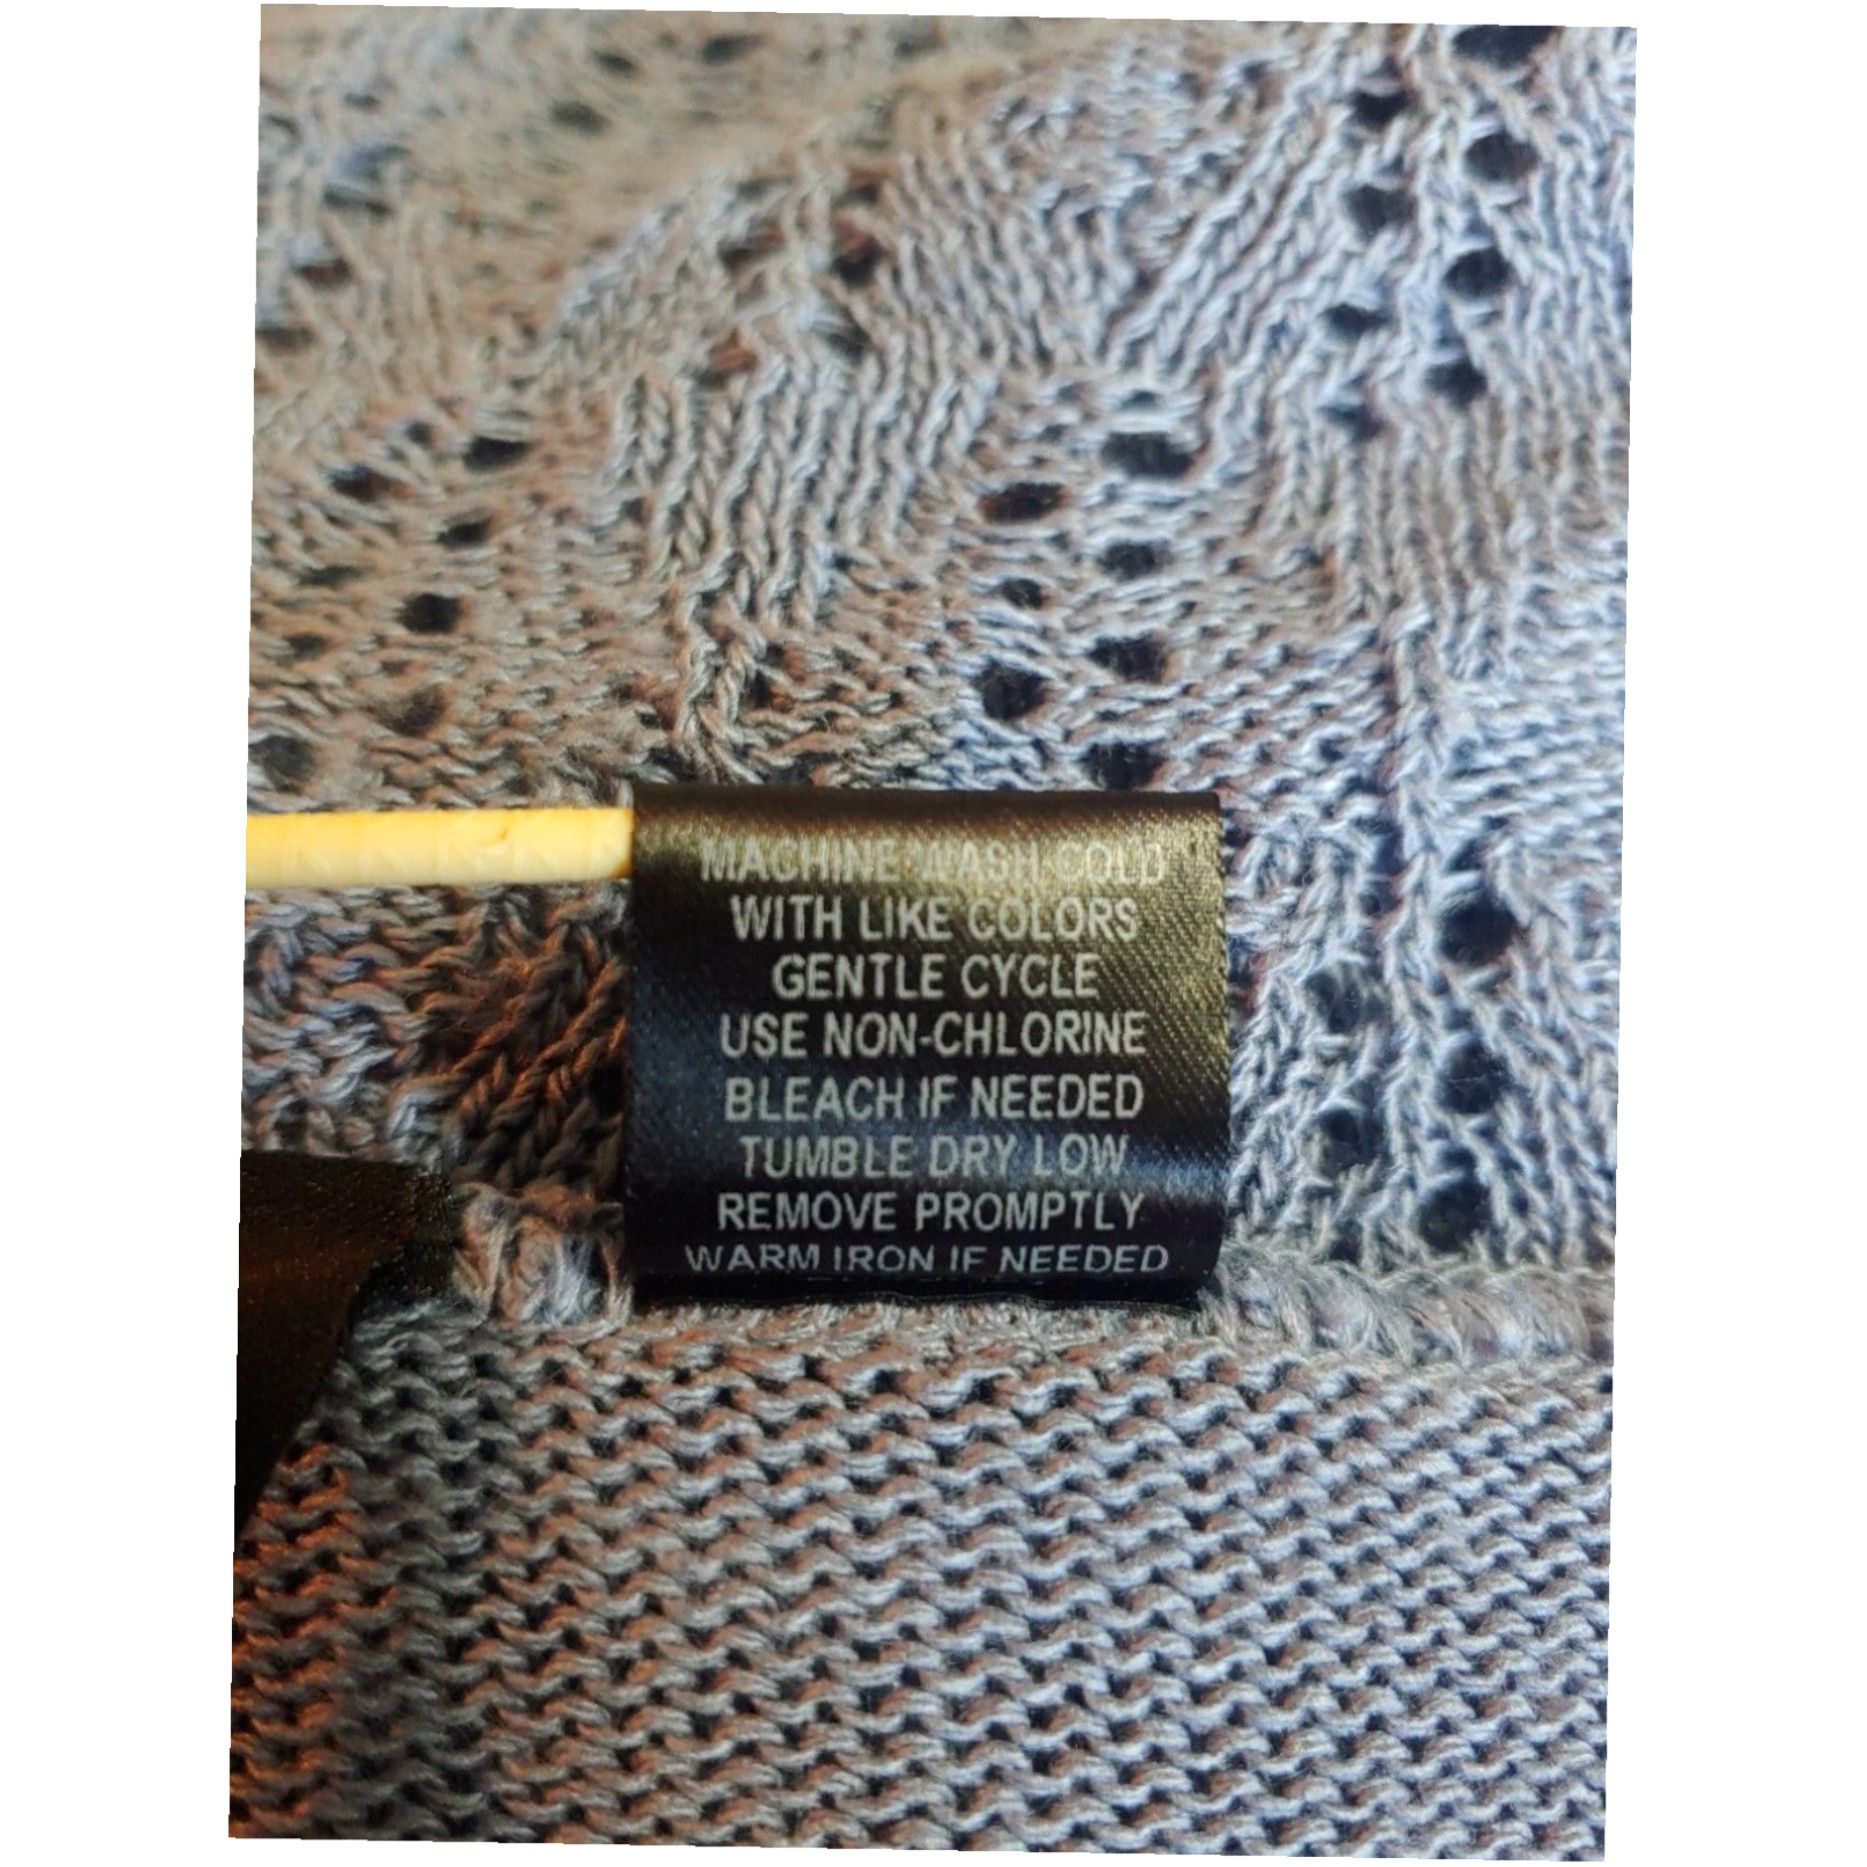 MACHINE WASH COLD
WITH LIKE COLORS
GENTLE CYCLE
USE NON-CHLORINE
BLEACH IF NEEDED
TUMBLE DRY LOW
REMOVE PROMPTLY
WARM IRON IF NEEDED